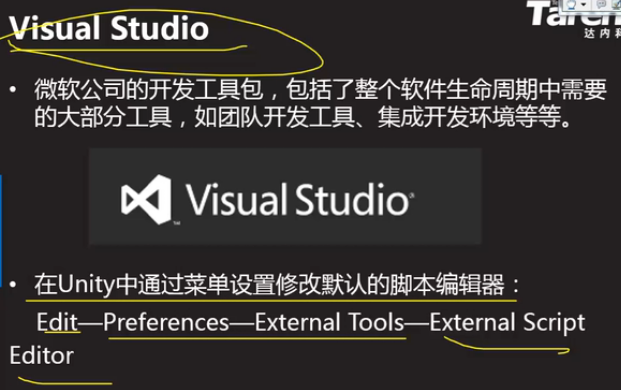 Visual Studio
达内科
• 微软公司的开发工具包，包括了整个软件生命周期中需要
的大部分工具，如团队开发工具、集成开发环境等等。
Visual Studio
• 在Unity中通过菜单设置修改默认的脚本编辑器：
Edit—Preferences—External Tools—External Script
Editor